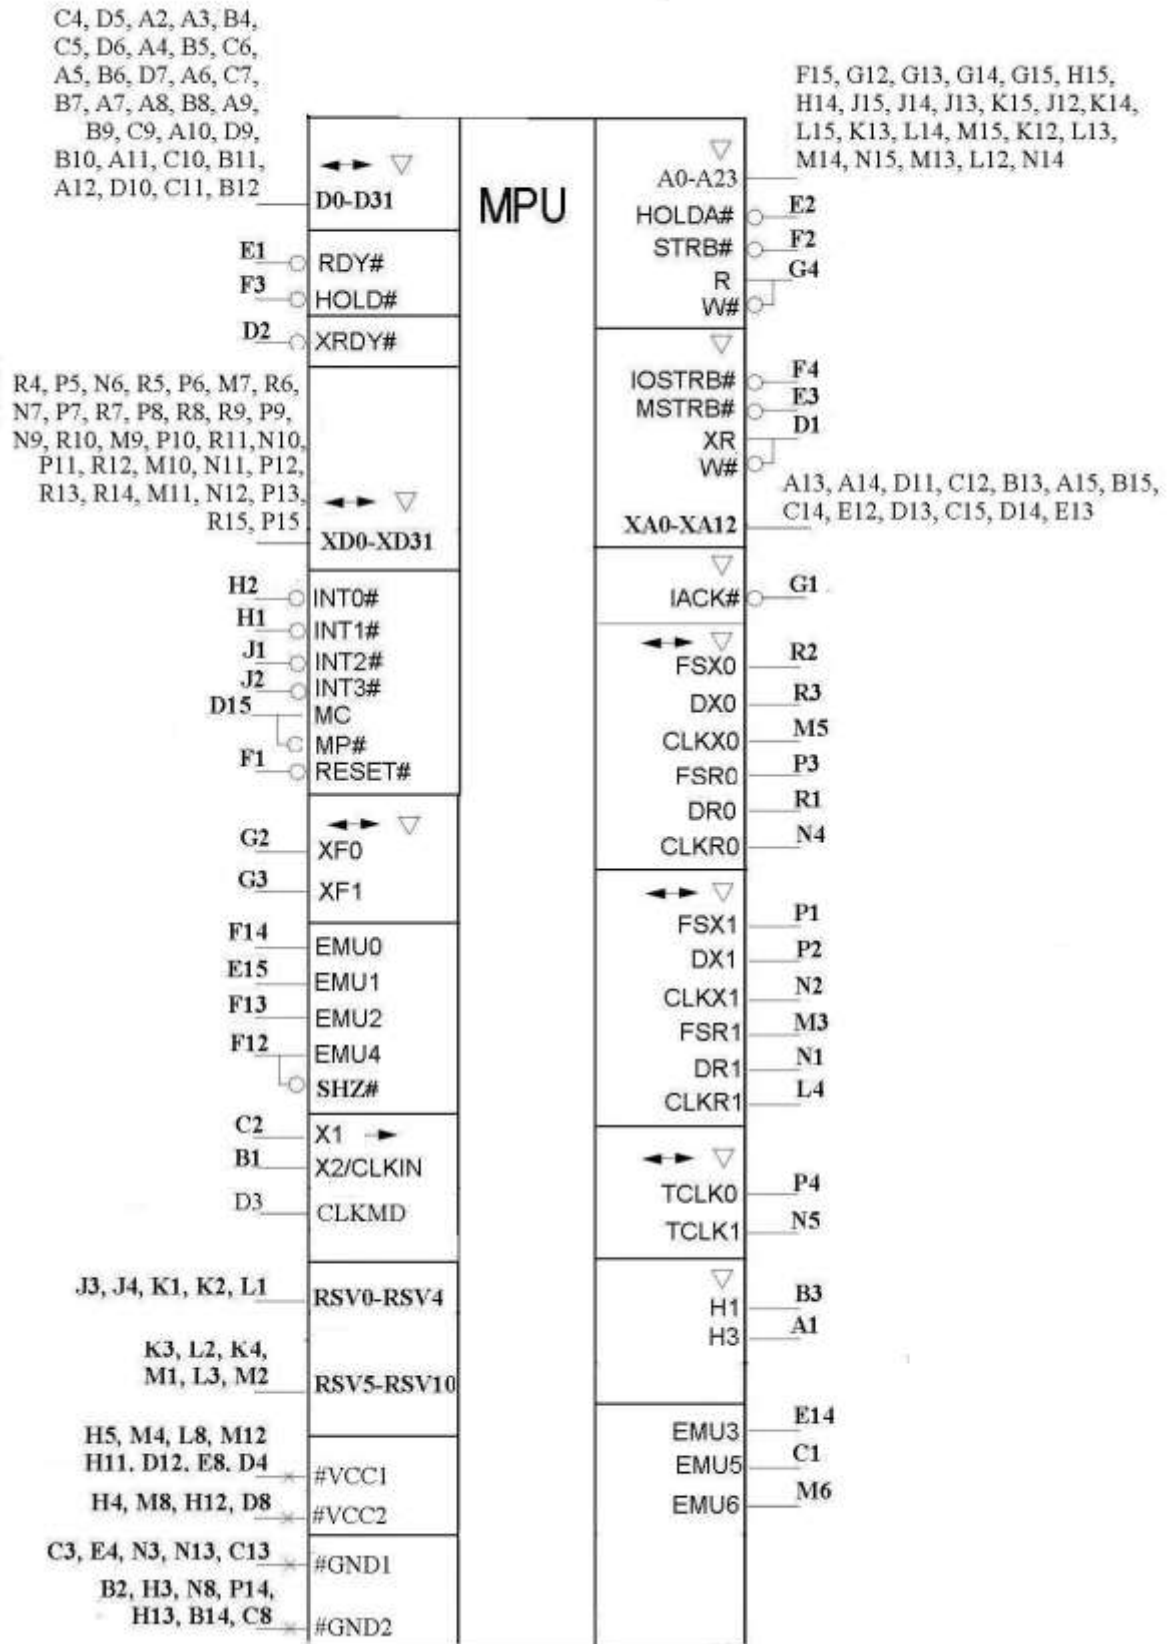 C4, D5, A2, A3, B4,
C5, D6, A4, B5, C6,
A5, B6, D7, A6, C7,
B7, A7, A8, B8, A9,
B9, C9, A10, D9,
B10, A11, C10, B11,
A12, D10, C11, B12
D0-D31
E1
RDY#
F3
HOLD#
D2
XRDY#
R4, P5, N6, R5, P6, M7, R6,
N7, P7, R7, P8, R8, R9, P9,
N9, R10, M9, P10, R11, N10,
P11, R12, M10, N11, P12,
R13, R14, M11, N12, P13,
R15, P15
XD0-XD31
H2
INT0#
H1
INT1#
J1
INT2#
J2
INT3#
D15
MC
MP#
F1
RESET#
G2
XF0
G3
XF1
F14
EMU0
E15
EMU1
F13
EMU2
F12
EMU4
SHZ#
C2
X1
B1
X2/CLKIN
D3
CLKMD
J3, J4, K1, K2, L1
RSV0-RSV4
K3, L2, K4,
M1, L3, M2
RSV5-RSV10
H5, M4, L8, M12
H11. D12. E8. D4
#VCC1
H4, M8, H12, D8
#VCC2
C3, E4, N3, N13, C13
#GND1
B2, H3, N8, P14,
H13, B14, C8
#GND2
MPU
F15, G12, G13, G14, G15, H15,
H14, J15, J14, J13, K15, J12, K14,
L15, K13, L14, M15, K12, L13,
M14, N15, M13, L12, N14
A0-A23
HOLDA#
E2
STRB#
F2
R
G4
W#
IOSTRB#
F4
MSTRB#
E3
XR
D1
W#
A13, A14, D11, C12, B13, A15, B15,
C14, E12, D13, C15, D14, E13
XA0-XA12
IACK#
G1
FSX0
R2
DX0
R3
CLKX0
M5
FSR0
P3
DR0
R1
CLKR0
N4
FSX1
P1
DX1
P2
CLKX1
N2
FSR1
M3
DR1
N1
CLKR1
L4
TCLK0
P4
TCLK1
N5
H1
B3
H3
A1
EMU3
E14
EMU5
C1
EMU6
M6